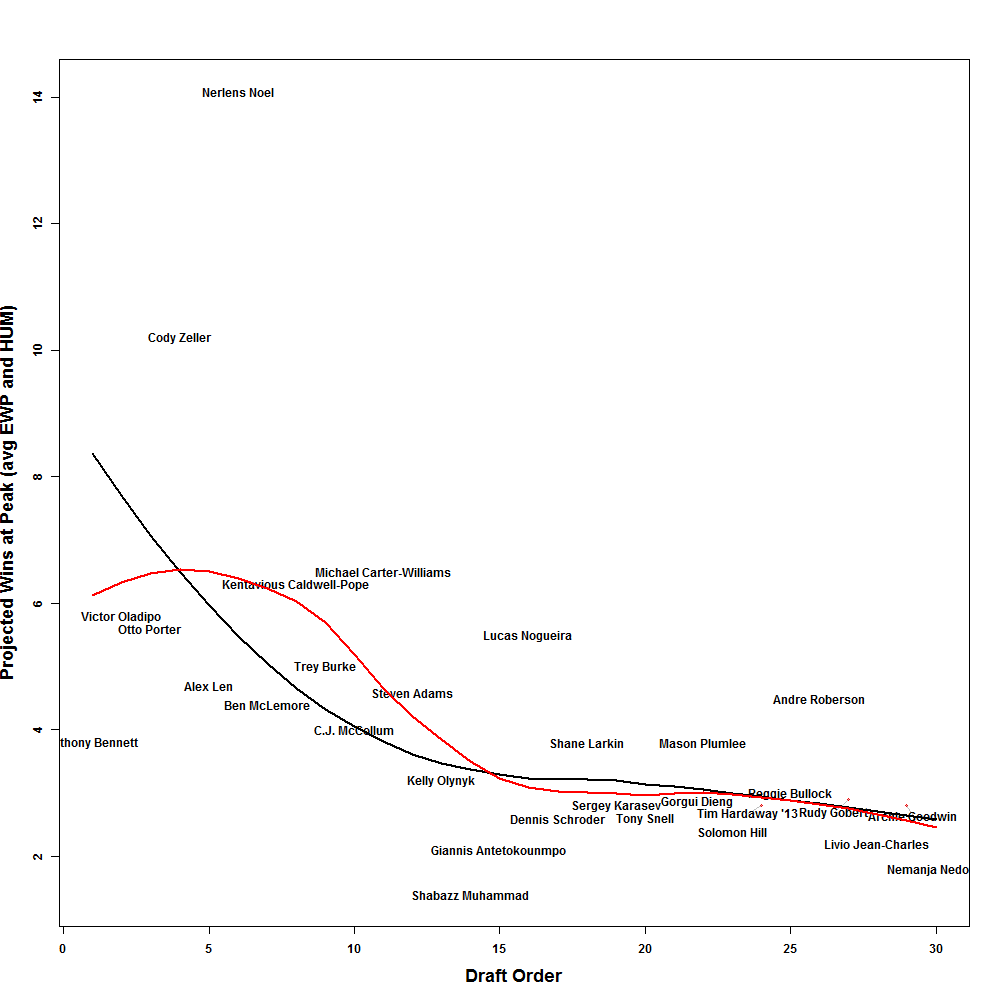 14
12
10
8
6
4
2
Projected Wins at Peak (avg EWP and HUM)
Nerlens Noel
Cody Zeller
Michael Carter-Williams
Kentavious Caldwell-Pope
Victor Oladipo
Otto Porter
Lucas Nogueira
Trey Burke
Alex Len
Steven Adams
Ben McLemore
Andre Roberson
C.J. McCollum
thony Bennett
Shane Larkin
Mason Plumlee
Kelly Olynyk
Reggie Bullock
Gorgui Dieng
Sergey Karasev
Tim Hardaway '13
Rudy Gobert
Archie Goodwin
Dennis Schroder
Tony Snell
Solomon Hill
Livio Jean-Charles
Giannis Antetokounmpo
Nemanja Nedo
Shabazz Muhammad
0 5 10 15 20 25 30
Draft Order